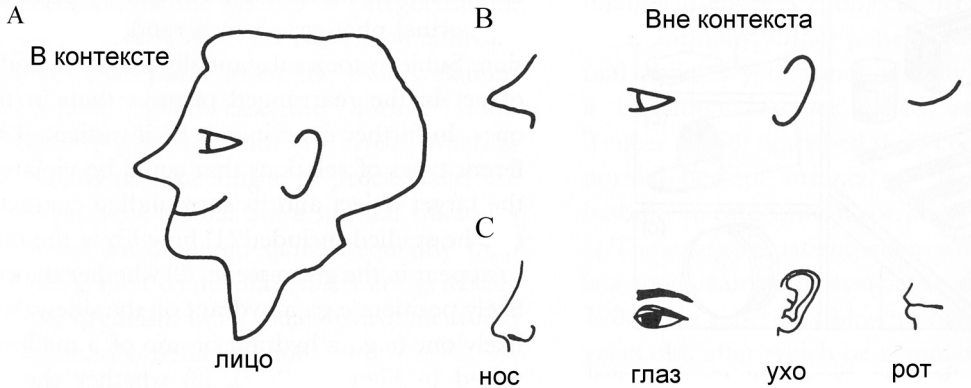 A
В контексте
лицо
B
Вне контекста
C
нос
глаз
ухо
рот